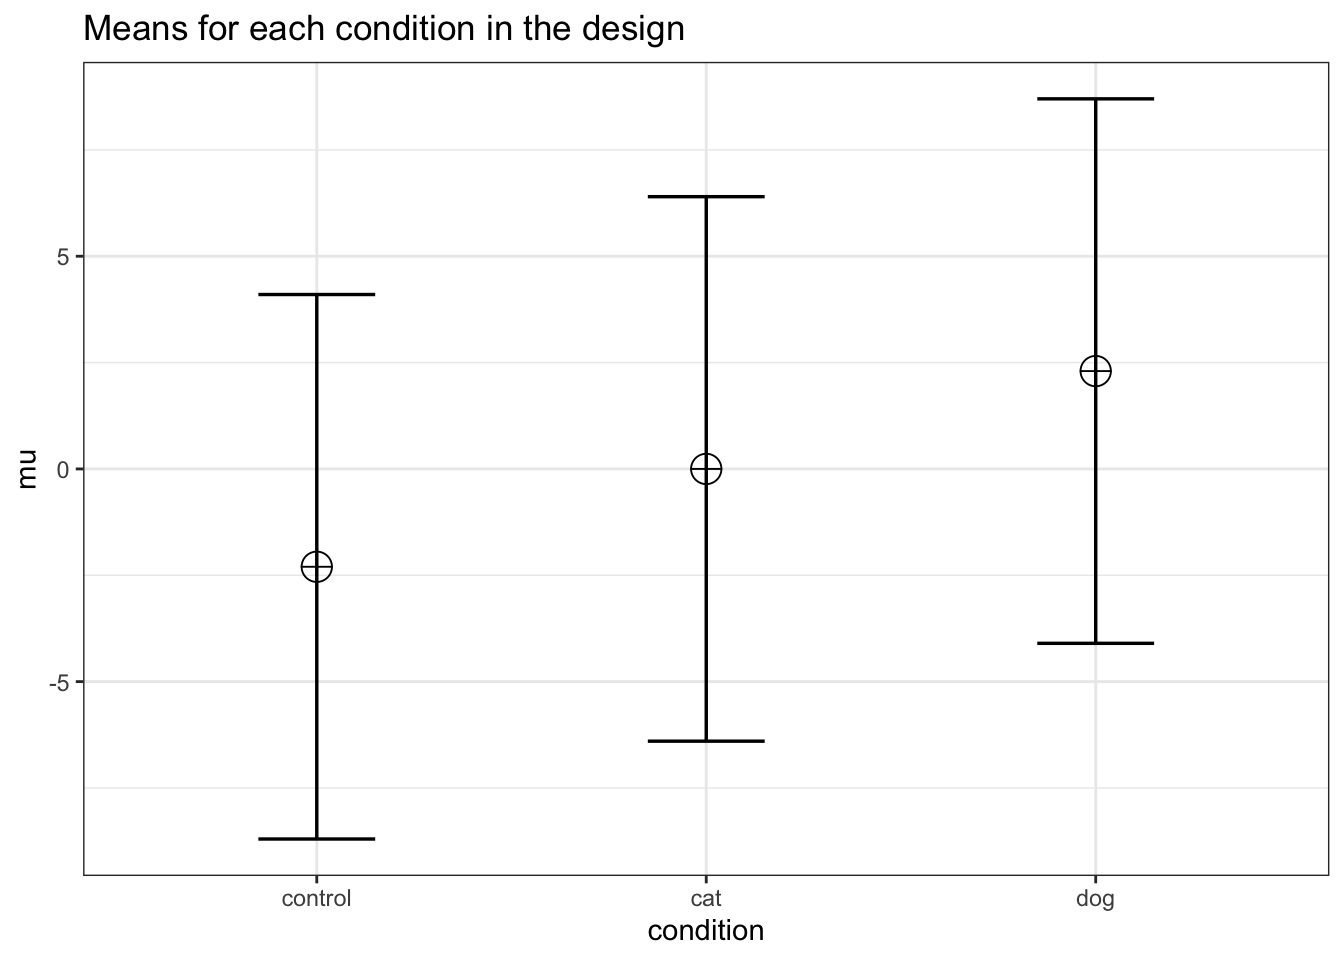 Means for each condition in the design
mu
5
0
-5
control
cat
dog
condition